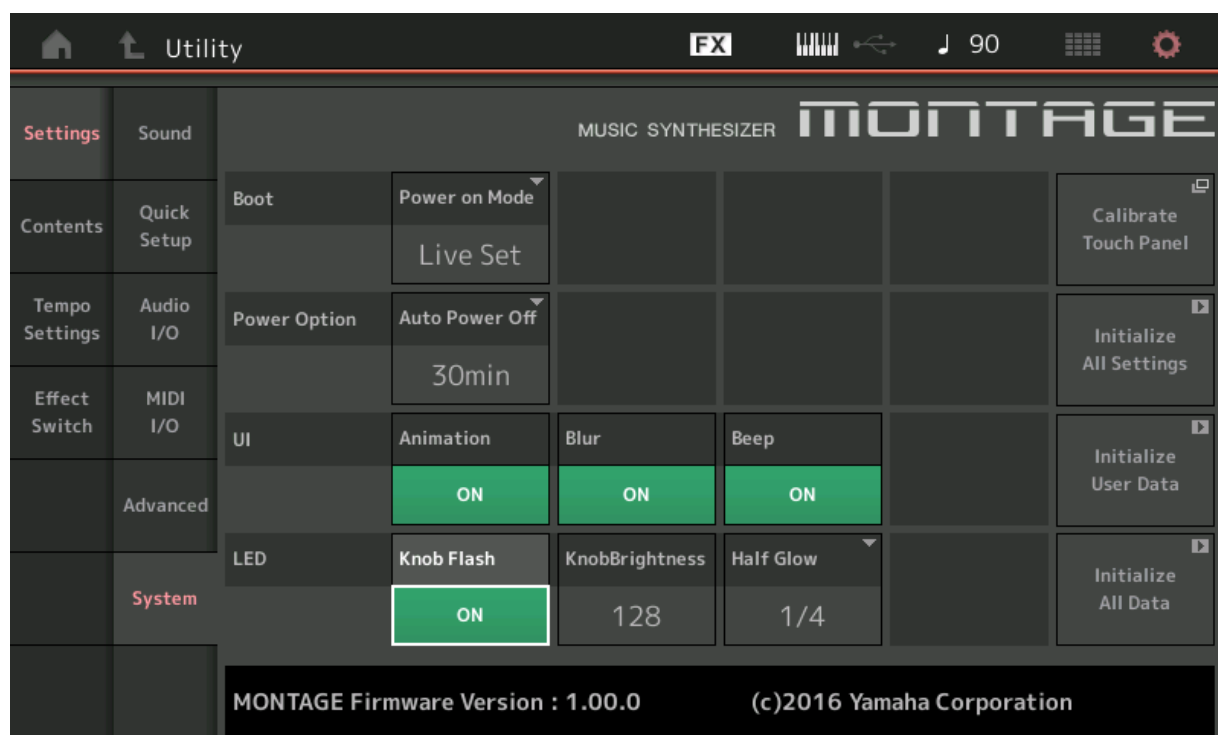 Utility FX 90
MUSIC SYNTHESIZER MONTAGE
Settings
Contents
Tempo
Settings
Effect
Switch
Sound
Quick
Setup
Audio
I/O
MIDI
I/O
Advanced
System
Boot
Power on Mode
Live Set
Power Option
Auto Power Off
30min
UI
Animation
ON
Blur
ON
Beep
ON
LED
Knob Flash
ON
KnobBrightness
128
Half Glow
1/4
Calibrate
Touch Panel
Initialize
All Settings
Initialize
User Data
Initialize
All Data
MONTAGE Firmware Version : 1.00.0 (c)2016 Yamaha Corporation